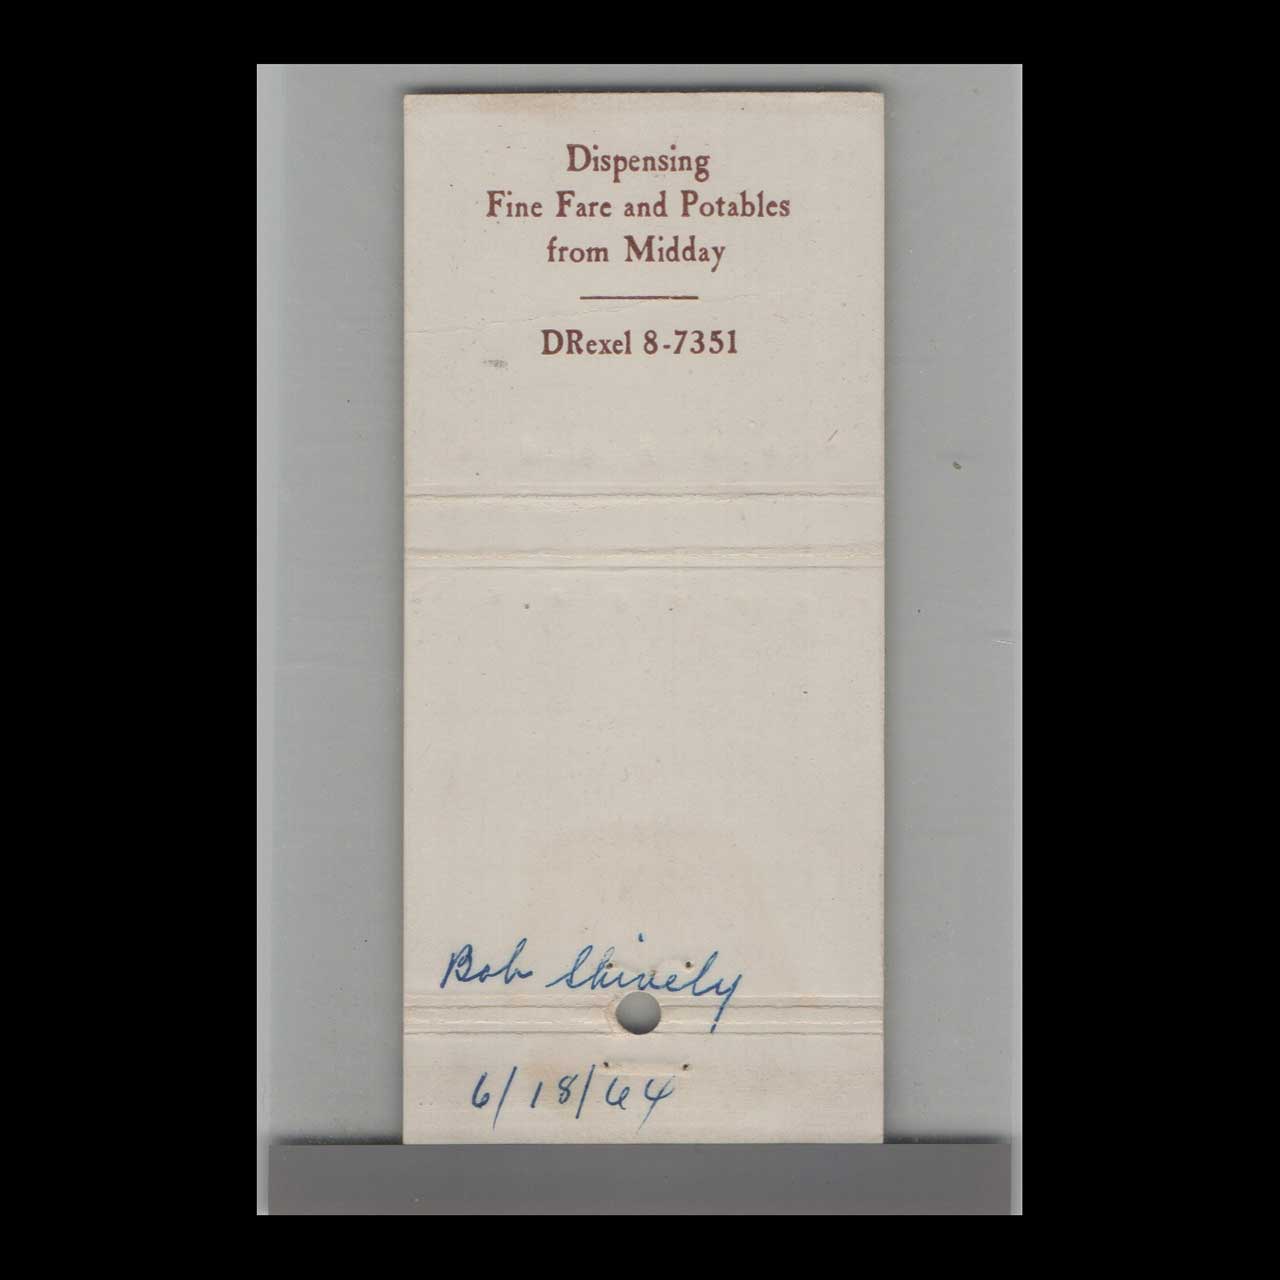 Dispensing
Fine Fare and Potables
from Midday
DRexel 8-7351
Bob Shively
6/18/64